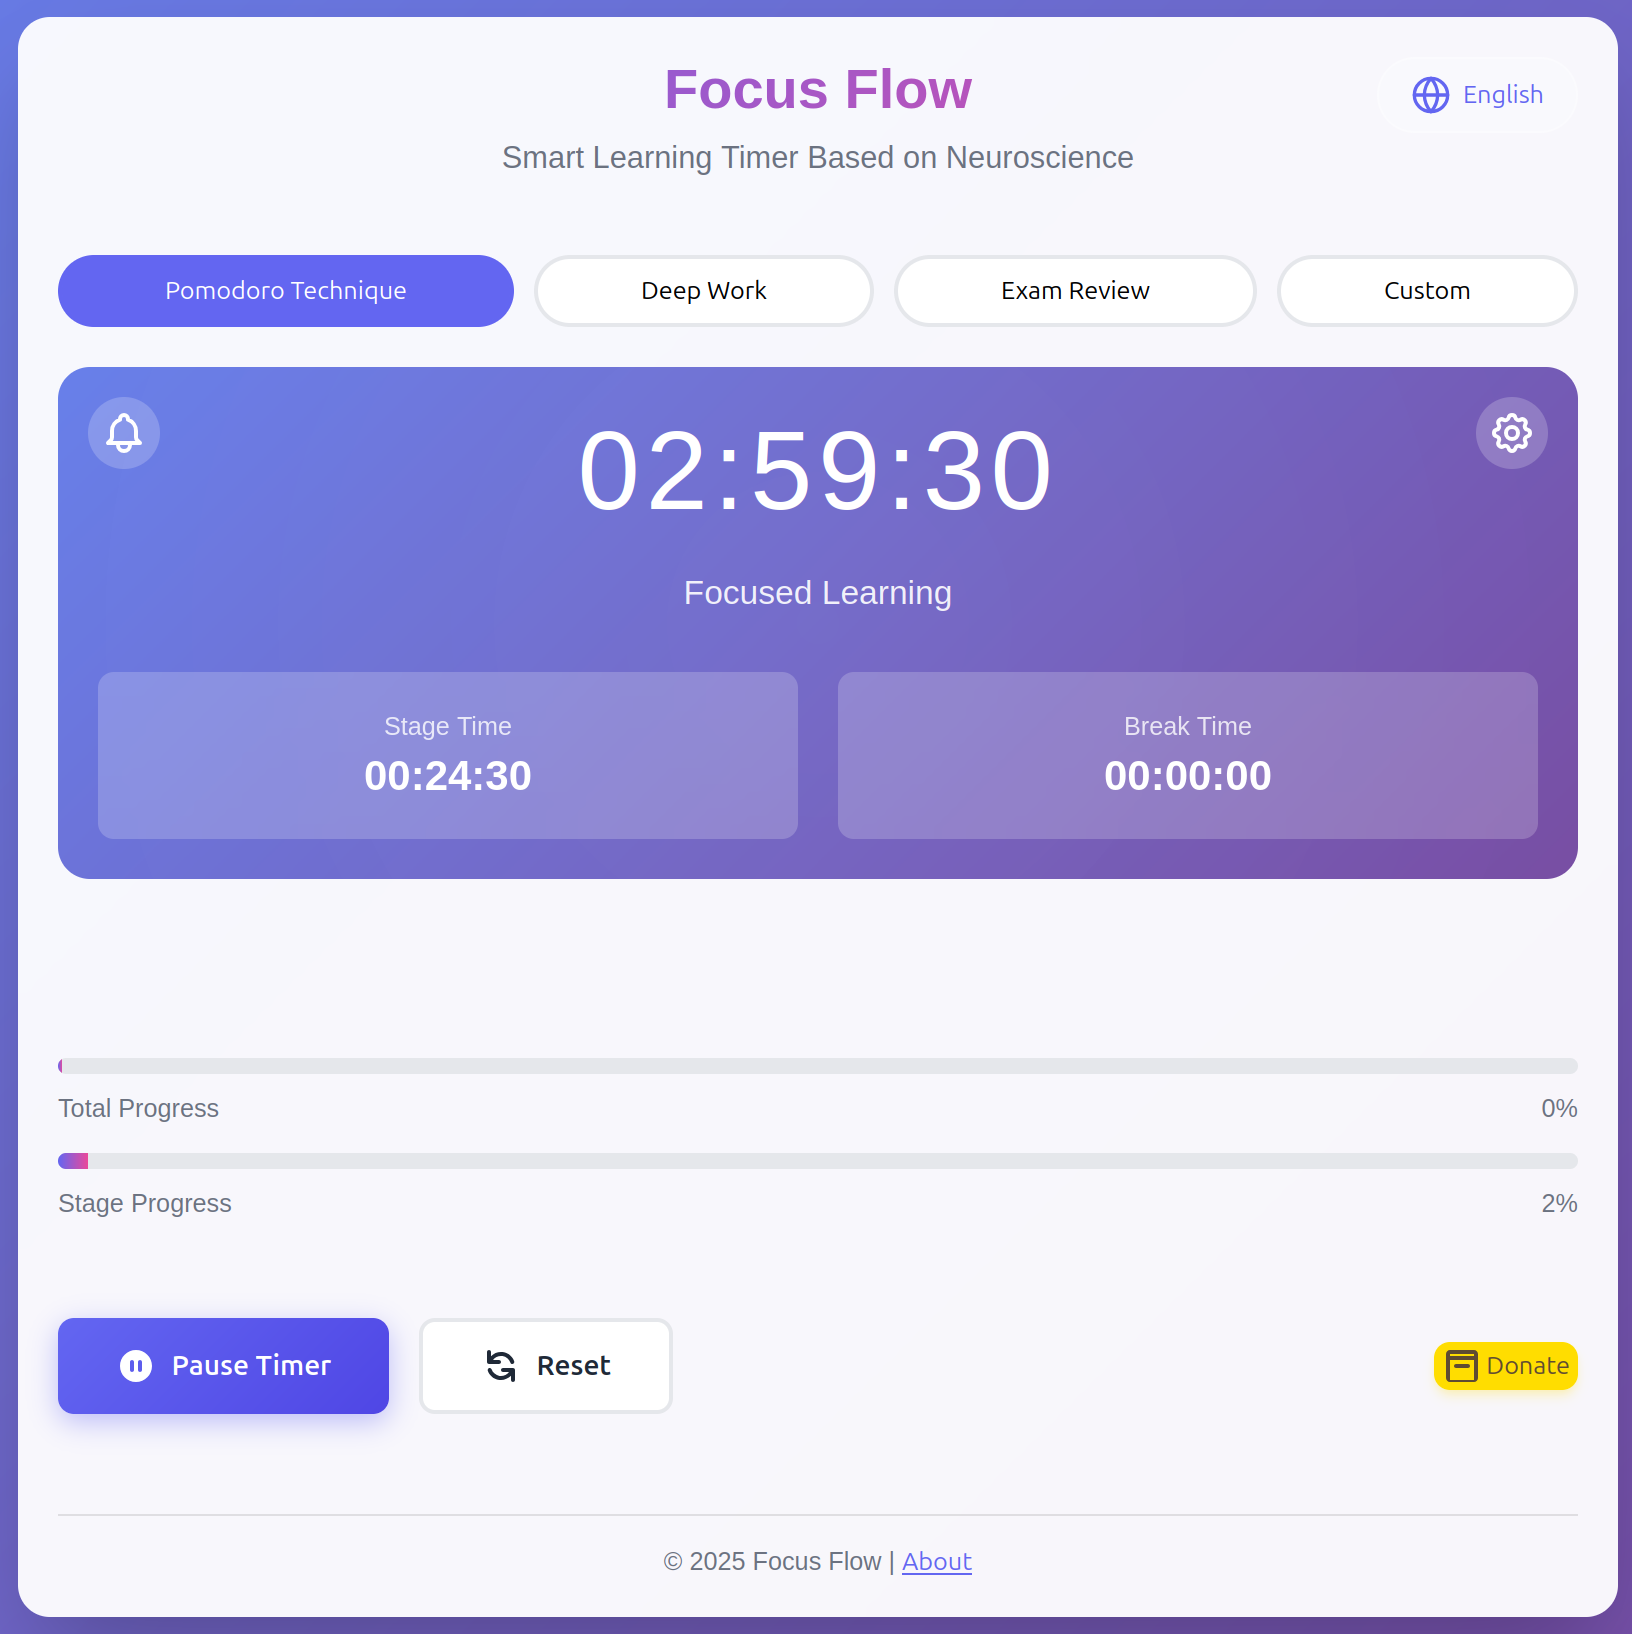 Focus Flow
English
Smart Learning Timer Based on Neuroscience
Pomodoro Technique
Deep Work
Exam Review
Custom
02:59:30
Focused Learning
Stage Time
00:24:30
Break Time
00:00:00
Total Progress
0%
Stage Progress
2%
Pause Timer
Reset
Donate
© 2025 Focus Flow | About